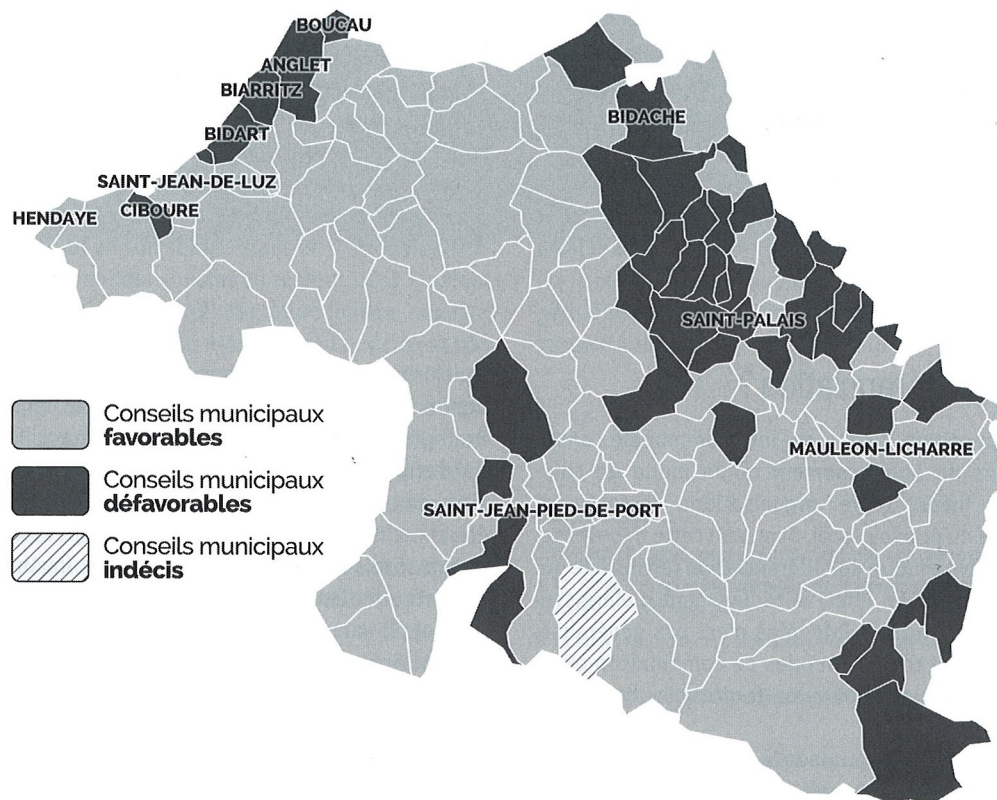 BOUCAU
ANGLET
BIARRITZ
BIDART
BIDACHE
SAINT-JEAN-DE-LUZ
HENDAYE
CIBOURE
SAINT-PALAIS
MAULEON-LICHARRE
SAINT-JEAN-PIED-DE-PORT
Conseils municipaux
favorables
Conseils municipaux
défavorables
Conseils municipaux
indécis